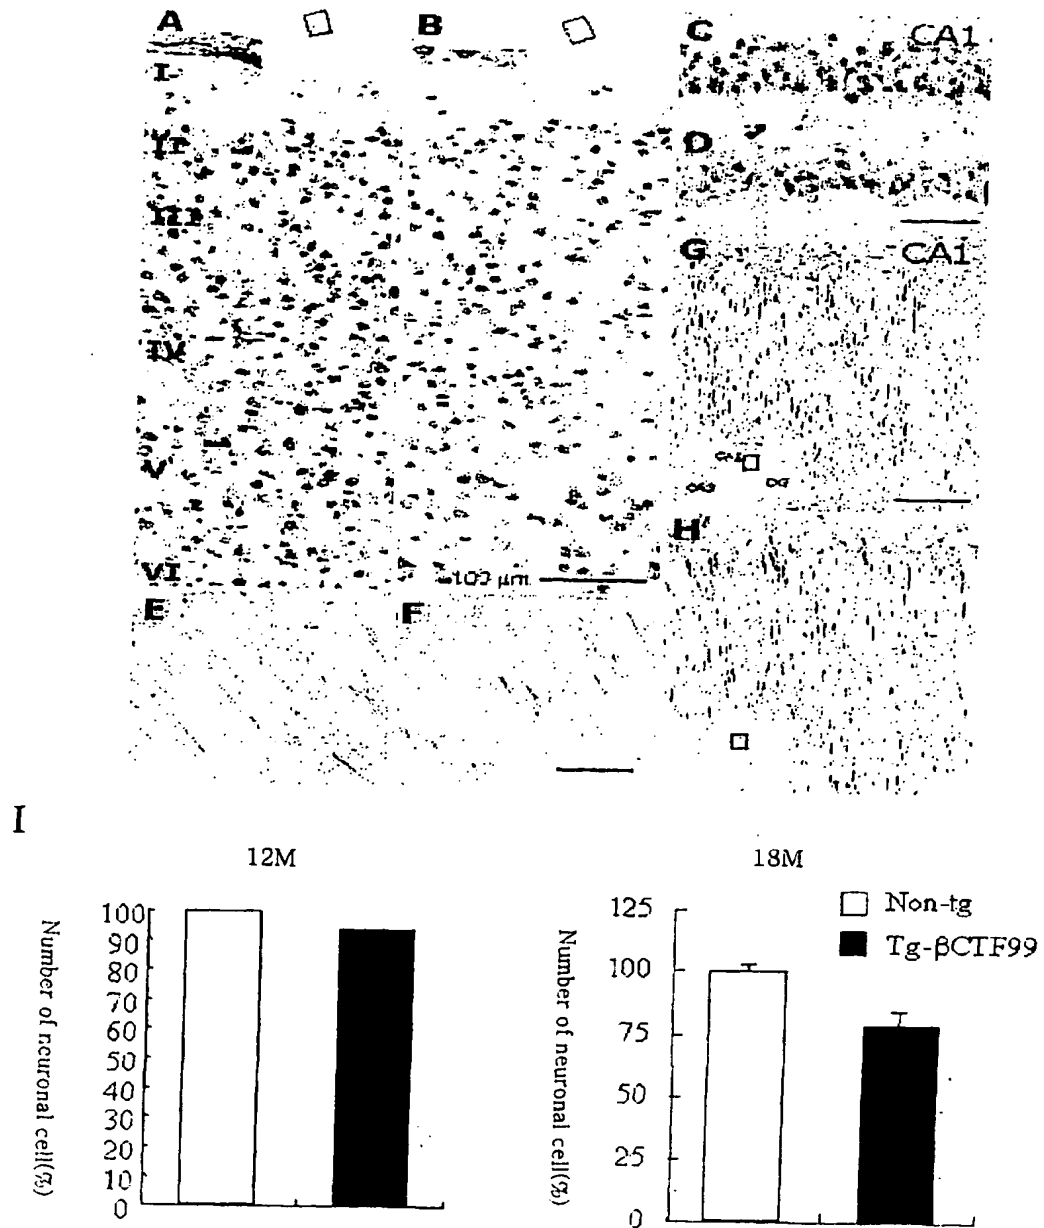 A
B
C
CA1
I
II
D
III
G
CA1
IV
V
H
VI
100 μm
E
F
I
12M
18M
Non-tg
Tg-βCTF99
Number of neuronal cell(%)
100
90
80
70
60
50
40
30
20
10
0
Number of neuronal cell(%)
125
100
75
50
25
0